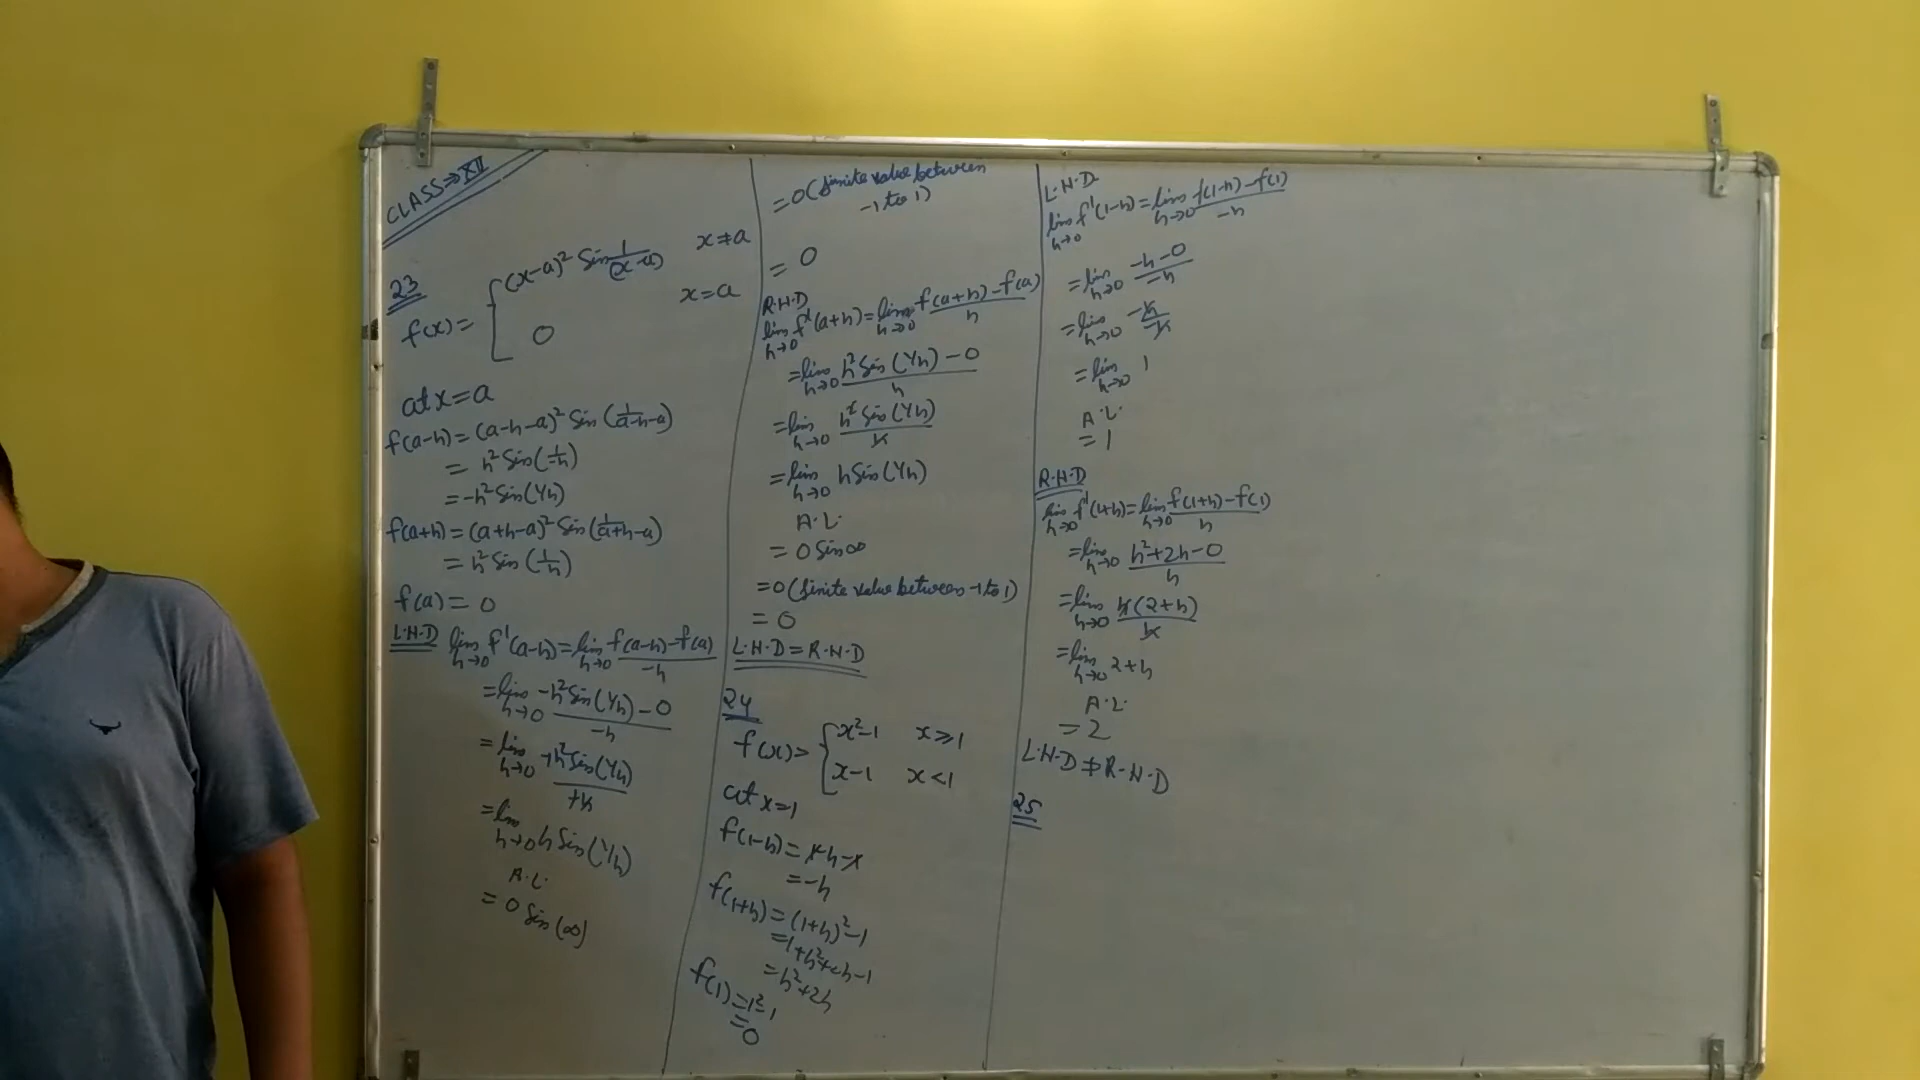 CLASS⇒XII
23
f(x) = { (x-a)² Sin 1/(x-a) x≠a
0 x=a
at x=a
f(a-h) = (a-h-a)² Sin (1/a-h-a)
= h² Sin(1/-h)
= -h² Sin(1/h)
f(a+h) = (a+h-a)² Sin (1/a+h-a)
= h² Sin (1/h)
f(a) = 0
L.H.D lim h→0 f'(a-h) = lim h→0 f(a-h)-f(a)/-h
= lim h→0 -h² Sin(1/h) - 0/-h
= lim h→0 +h² Sin(1/h)/+h
= lim h→0 h Sin(1/h)
A.L.
= 0 Sin(∞)
= 0 (finite value between
-1 to 1)
= 0
R.H.D
lim h→0 f'(a+h) = lim h→0 f(a+h)-f(a)/h
= lim h→0 h² Sin(1/h) - 0/h
= lim h→0 h² Sin(1/h)/h
= lim h→0 h Sin(1/h)
A.L.
= 0 Sin∞
= 0 (finite value between -1 to 1)
= 0
L.H.D = R.H.D
24
f(x) = { x²-1 x≥1
x-1 x<1
at x=1
f(1-h) = 1-h-1
= -h
f(1+h) = (1+h)²-1
= 1+h²+2h-1
= h²+2h
f(1) = 1²-1
= 0
L.H.D
lim h→0 f'(1-h) = lim h→0 f(1-h)-f(1)/-h
= lim h→0 -h-0/-h
= lim h→0 -h/-h
= lim h→0 1
A.L.
= 1
R.H.D
lim h→0 f'(1+h) = lim h→0 f(1+h)-f(1)/h
= lim h→0 h²+2h-0/h
= lim h→0 h(2+h)/h
= lim h→0 2+h
A.L.
= 2
L.H.D ≠ R.H.D
25